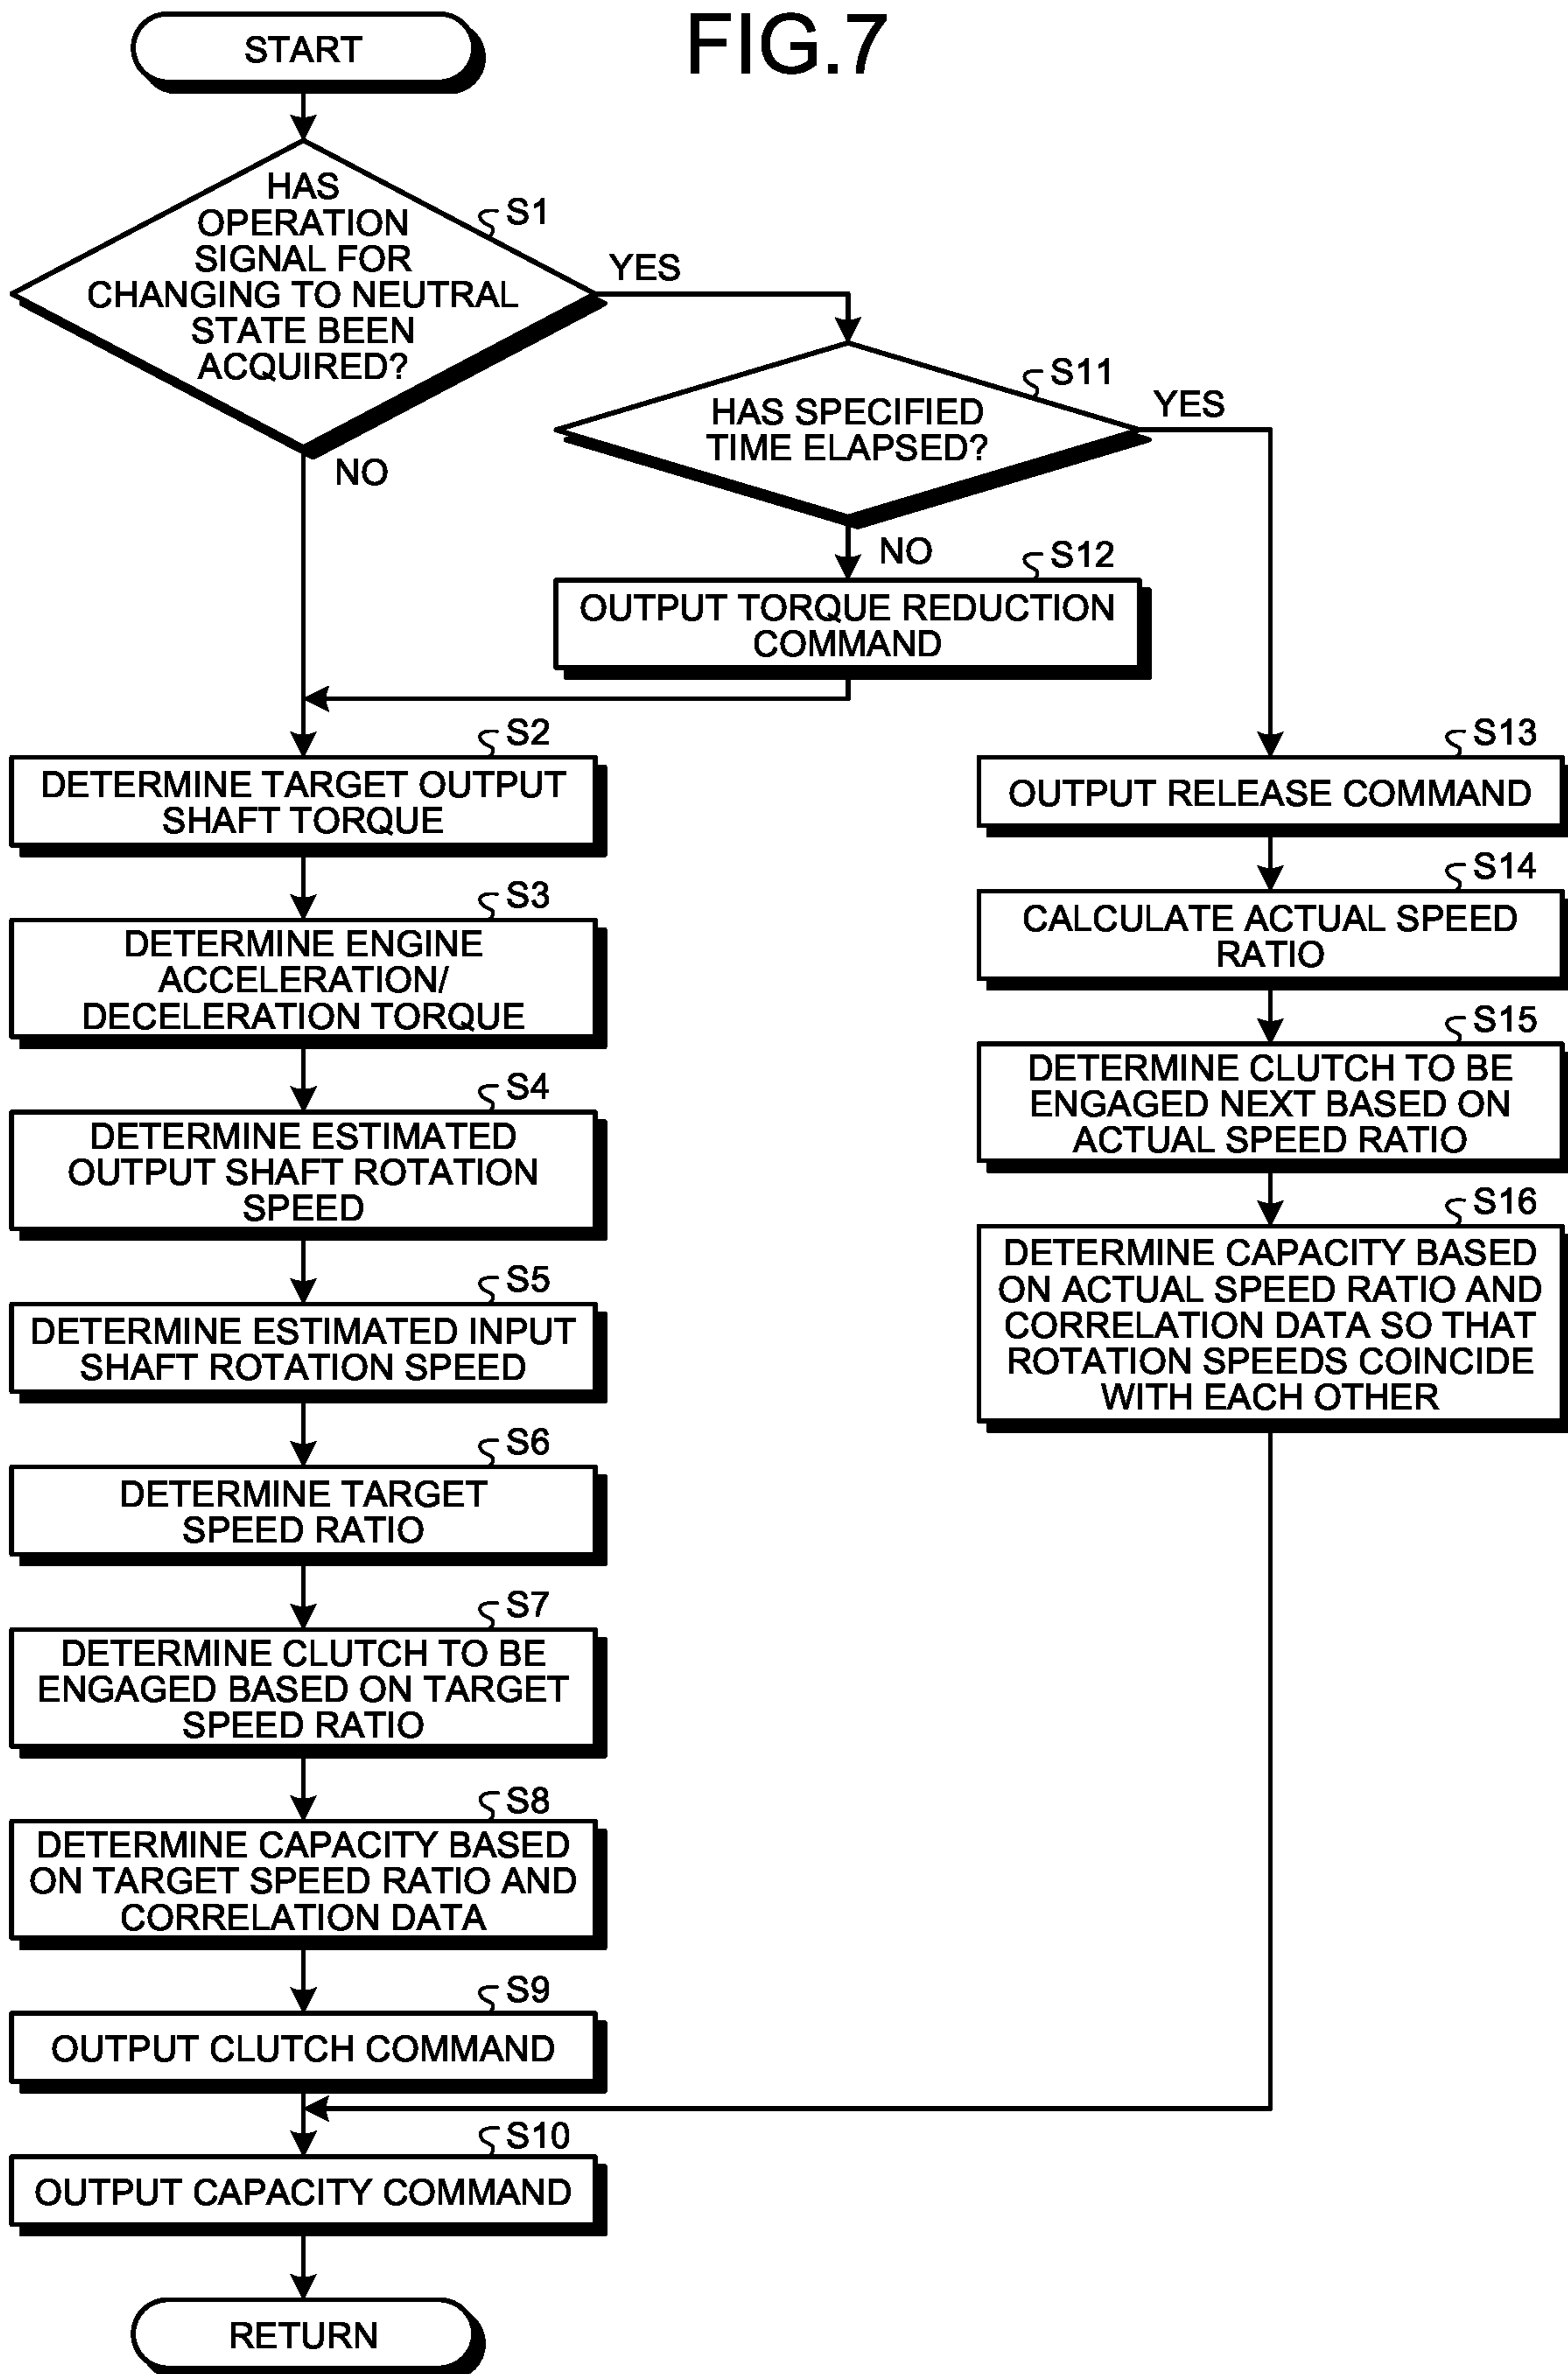 FIG.7
START
HAS
OPERATION
SIGNAL FOR
CHANGING TO NEUTRAL
STATE BEEN
ACQUIRED?
S1
YES
NO
HAS SPECIFIED
TIME ELAPSED?
S11
YES
NO
OUTPUT TORQUE REDUCTION
COMMAND
S12
S2
DETERMINE TARGET OUTPUT
SHAFT TORQUE
S3
DETERMINE ENGINE
ACCELERATION/
DECELERATION TORQUE
S4
DETERMINE ESTIMATED
OUTPUT SHAFT ROTATION
SPEED
S5
DETERMINE ESTIMATED INPUT
SHAFT ROTATION SPEED
S6
DETERMINE TARGET
SPEED RATIO
S7
DETERMINE CLUTCH TO BE
ENGAGED BASED ON TARGET
SPEED RATIO
S8
DETERMINE CAPACITY BASED
ON TARGET SPEED RATIO AND
CORRELATION DATA
S9
OUTPUT CLUTCH COMMAND
S13
OUTPUT RELEASE COMMAND
S14
CALCULATE ACTUAL SPEED
RATIO
S15
DETERMINE CLUTCH TO BE
ENGAGED NEXT BASED ON
ACTUAL SPEED RATIO
S16
DETERMINE CAPACITY BASED
ON ACTUAL SPEED RATIO AND
CORRELATION DATA SO THAT
ROTATION SPEEDS COINCIDE
WITH EACH OTHER
S10
OUTPUT CAPACITY COMMAND
RETURN